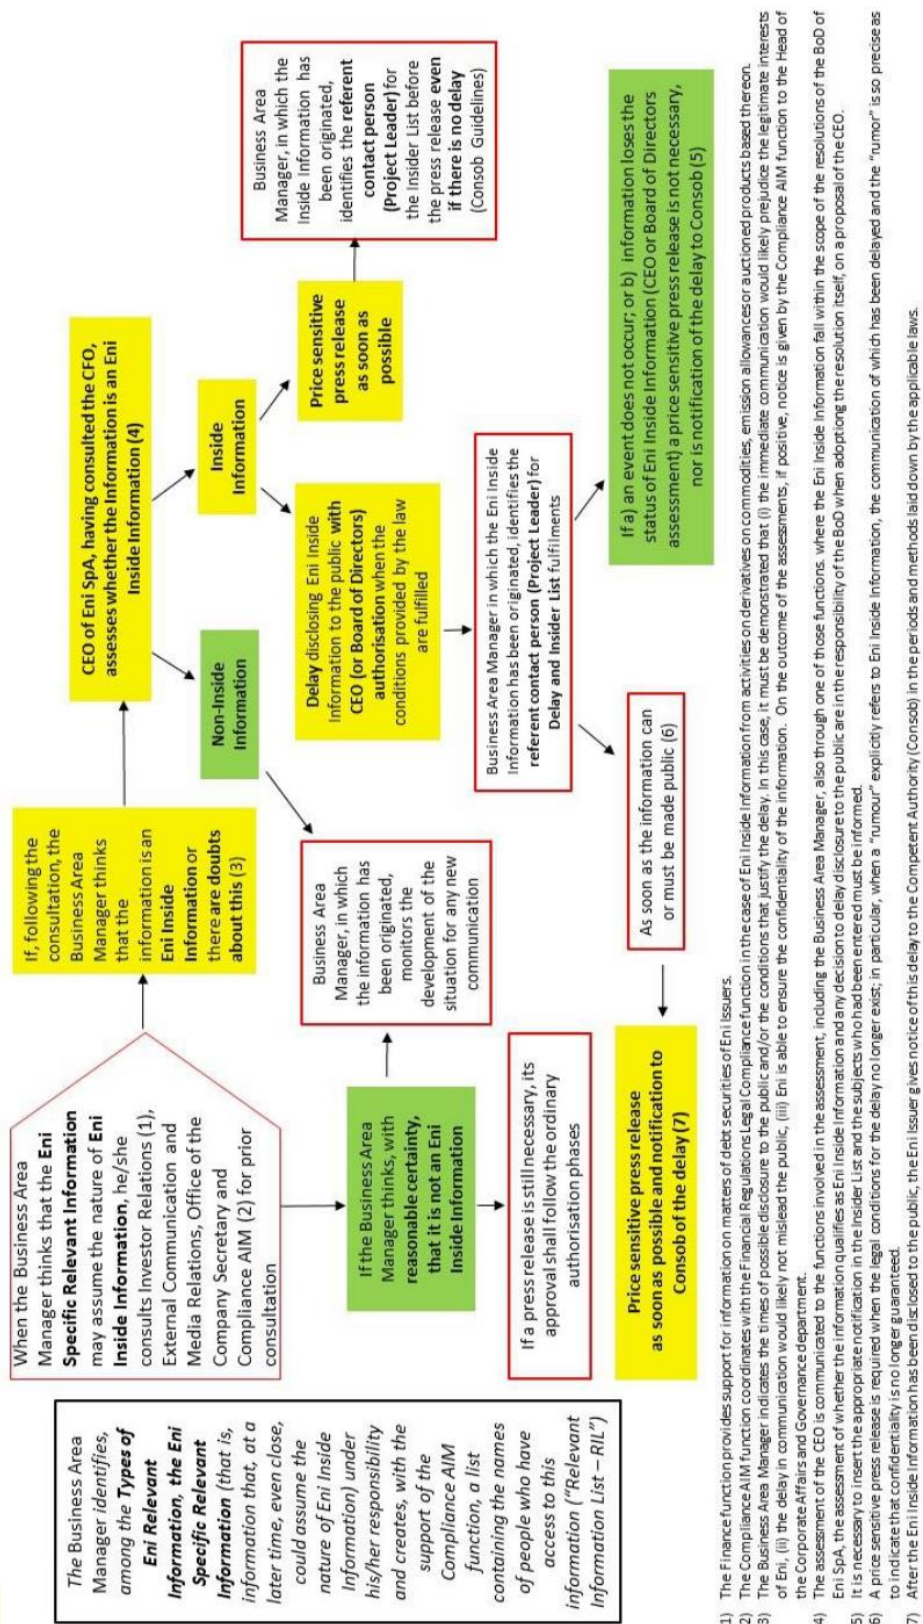 The Business Area
Manager identifies,
among the Types of
Eni Relevant
Information, the Eni
Specific Relevant
Information (that is,
information that, at a
later time, even close,
could assume the
nature of Eni Inside
Information) under
his/her responsibility
and creates, with the
support of the
Compliance AIM
function, a list
containing the names
of people who have
access to this
information ("Relevant
Information List – RIL")
When the Business Area
Manager thinks that the Eni
Specific Relevant Information
may assume the nature of Eni
Inside Information, he/she
consults Investor Relations (1),
External Communication and
Media Relations, Office of the
Company Secretary and
Compliance AIM (2) for prior
consultation
If, following the
consultation, the
Business Area
Manager thinks
that the
information is an
Eni Inside
Information or
there are doubts
about this (3)
CEO of Eni SpA, having consulted the CFO,
assesses whether the Information is an Eni
Inside Information (4)
Non-Inside
Information
Inside
Information
Business Area
Manager, in which
the information has
been originated,
monitors the
development of the
situation for any new
communication
If the Business Area
Manager thinks, with
reasonable certainty,
that it is not an Eni
Inside Information
If a press release is still necessary, its
approval shall follow the ordinary
authorisation phases
Delay disclosing Eni Inside
Information to the public with
CEO (or Board of Directors)
authorisation when the
conditions provided by the law
are fulfilled
Price sensitive
press release
as soon as
possible
Business Area
Manager, in which the
Inside Information has
been originated,
identifies the referent
contact person
(Project Leader) for
the Insider List before
the press release even
if there is no delay
(Consob Guidelines)
Business Area Manager in which the Eni Inside
Information has been originated, identifies the
referent contact person (Project Leader) for
Delay and Insider List fulfilments
As soon as the information can
or must be made public (6)
Price sensitive press release
as soon as possible and notification to
Consob of the delay (7)
If a) an event does not occur; or b) information loses the
status of Eni Inside Information (CEO or Board of Directors
assessment) a price sensitive press release is not necessary,
nor is notification of the delay to Consob (5)
(1) The Finance function provides support for information on matters of debt securities of Eni Issuers.
(2) The Compliance AIM function coordinates with the Financial Regulations Legal Compliance function in the case of Eni Inside Information from activities on derivatives on commodities, emission allowances or auctioned products based thereon.
(3) The Business Area Manager indicates the times of possible disclosure to the public and/or the conditions that justify the delay. In this case, it must be demonstrated that (i) the immediate communication would likely prejudice the legitimate interests
of Eni, (ii) the delay in communication would likely not mislead the public, (iii) Eni is able to ensure the confidentiality of the information. On the outcome of the assessments, if positive, notice is given by the Compliance AIM function to the Head of
the Corporate Affairs and Governance department.
(4) The assessment of the CEO is communicated to the functions involved in the assessment, including the Business Area Manager, also through one of those functions. where the Eni Inside Information fall within the scope of the resolutions of the BoD of
Eni SpA, the assessment of whether the information qualifies as Eni Inside Information and any decision to delay disclosure to the public are in the responsibility of the BoD when adoptiong the resolution itself, on a proposal of the CEO.
(5) It is necessary to insert the appropriate notification in the Insider List and the subjects who had been entered must be informed.
(6) A price sensitive press release is required when the legal conditions for the delay no longer exist; in particular, when a "rumour" explicitly refers to Eni Inside Information, the communication of which has been delayed and the "rumor" is so precise as
to indicate that confidentiality is no longer guaranteed.
(7) After the Eni Inside Information has been disclosed to the public, the Eni Issuer gives notice of this delay to the Competent Authority (Consob) in the periods and methods laid down by the applicable laws.